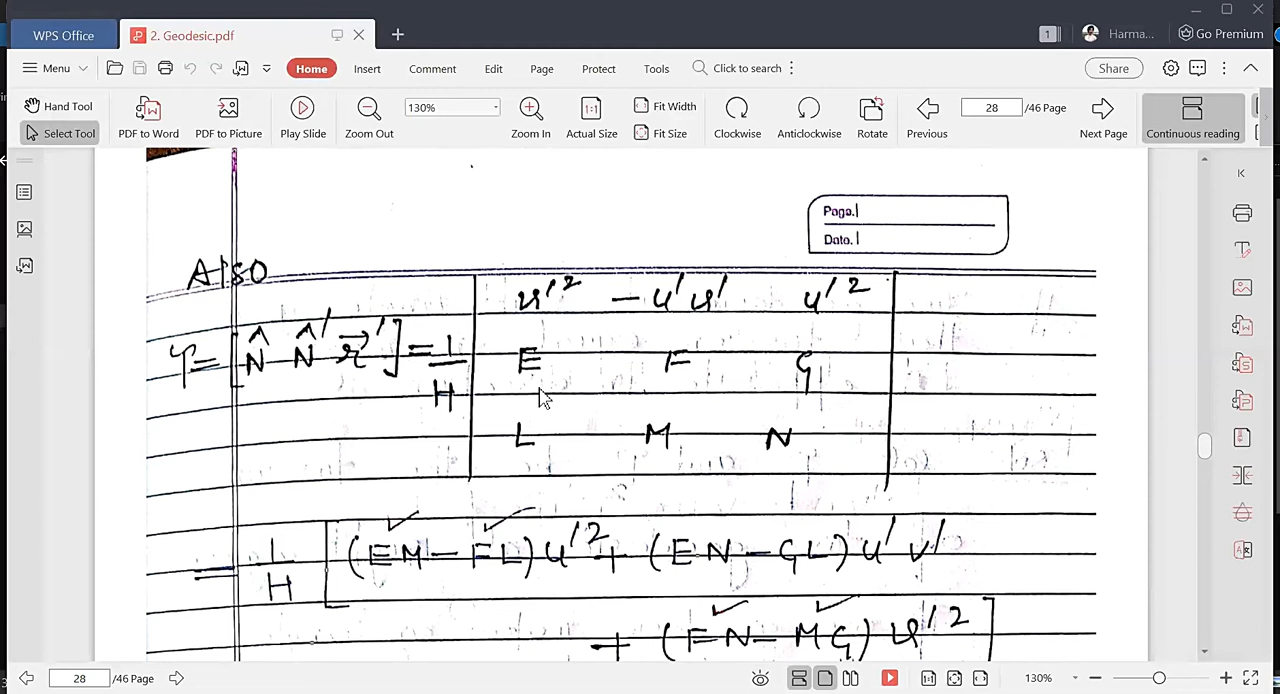 WPS Office
2. Geodesic.pdf
1
Harma...
Go Premium
Menu
Home
Insert
Comment
Edit
Page
Protect
Tools
Click to search
Share
Hand Tool
Select Tool
PDF to Word
PDF to Picture
Play Slide
Zoom Out
130%
Zoom In
Actual Size
Fit Width
Fit Size
Clockwise
Anticlockwise
Rotate
Previous
28
/46 Page
Next Page
Continuous reading
Page.
Date.
Also
v'² - u'v' u'²
τ = [N̂ N̂' r⃗'] = 1/H
E F G
L M N
= 1/H [(EM - FL) u'² + (EN - GL) u'v'
+ (FN - MG) v'²]
28
/46 Page
130%